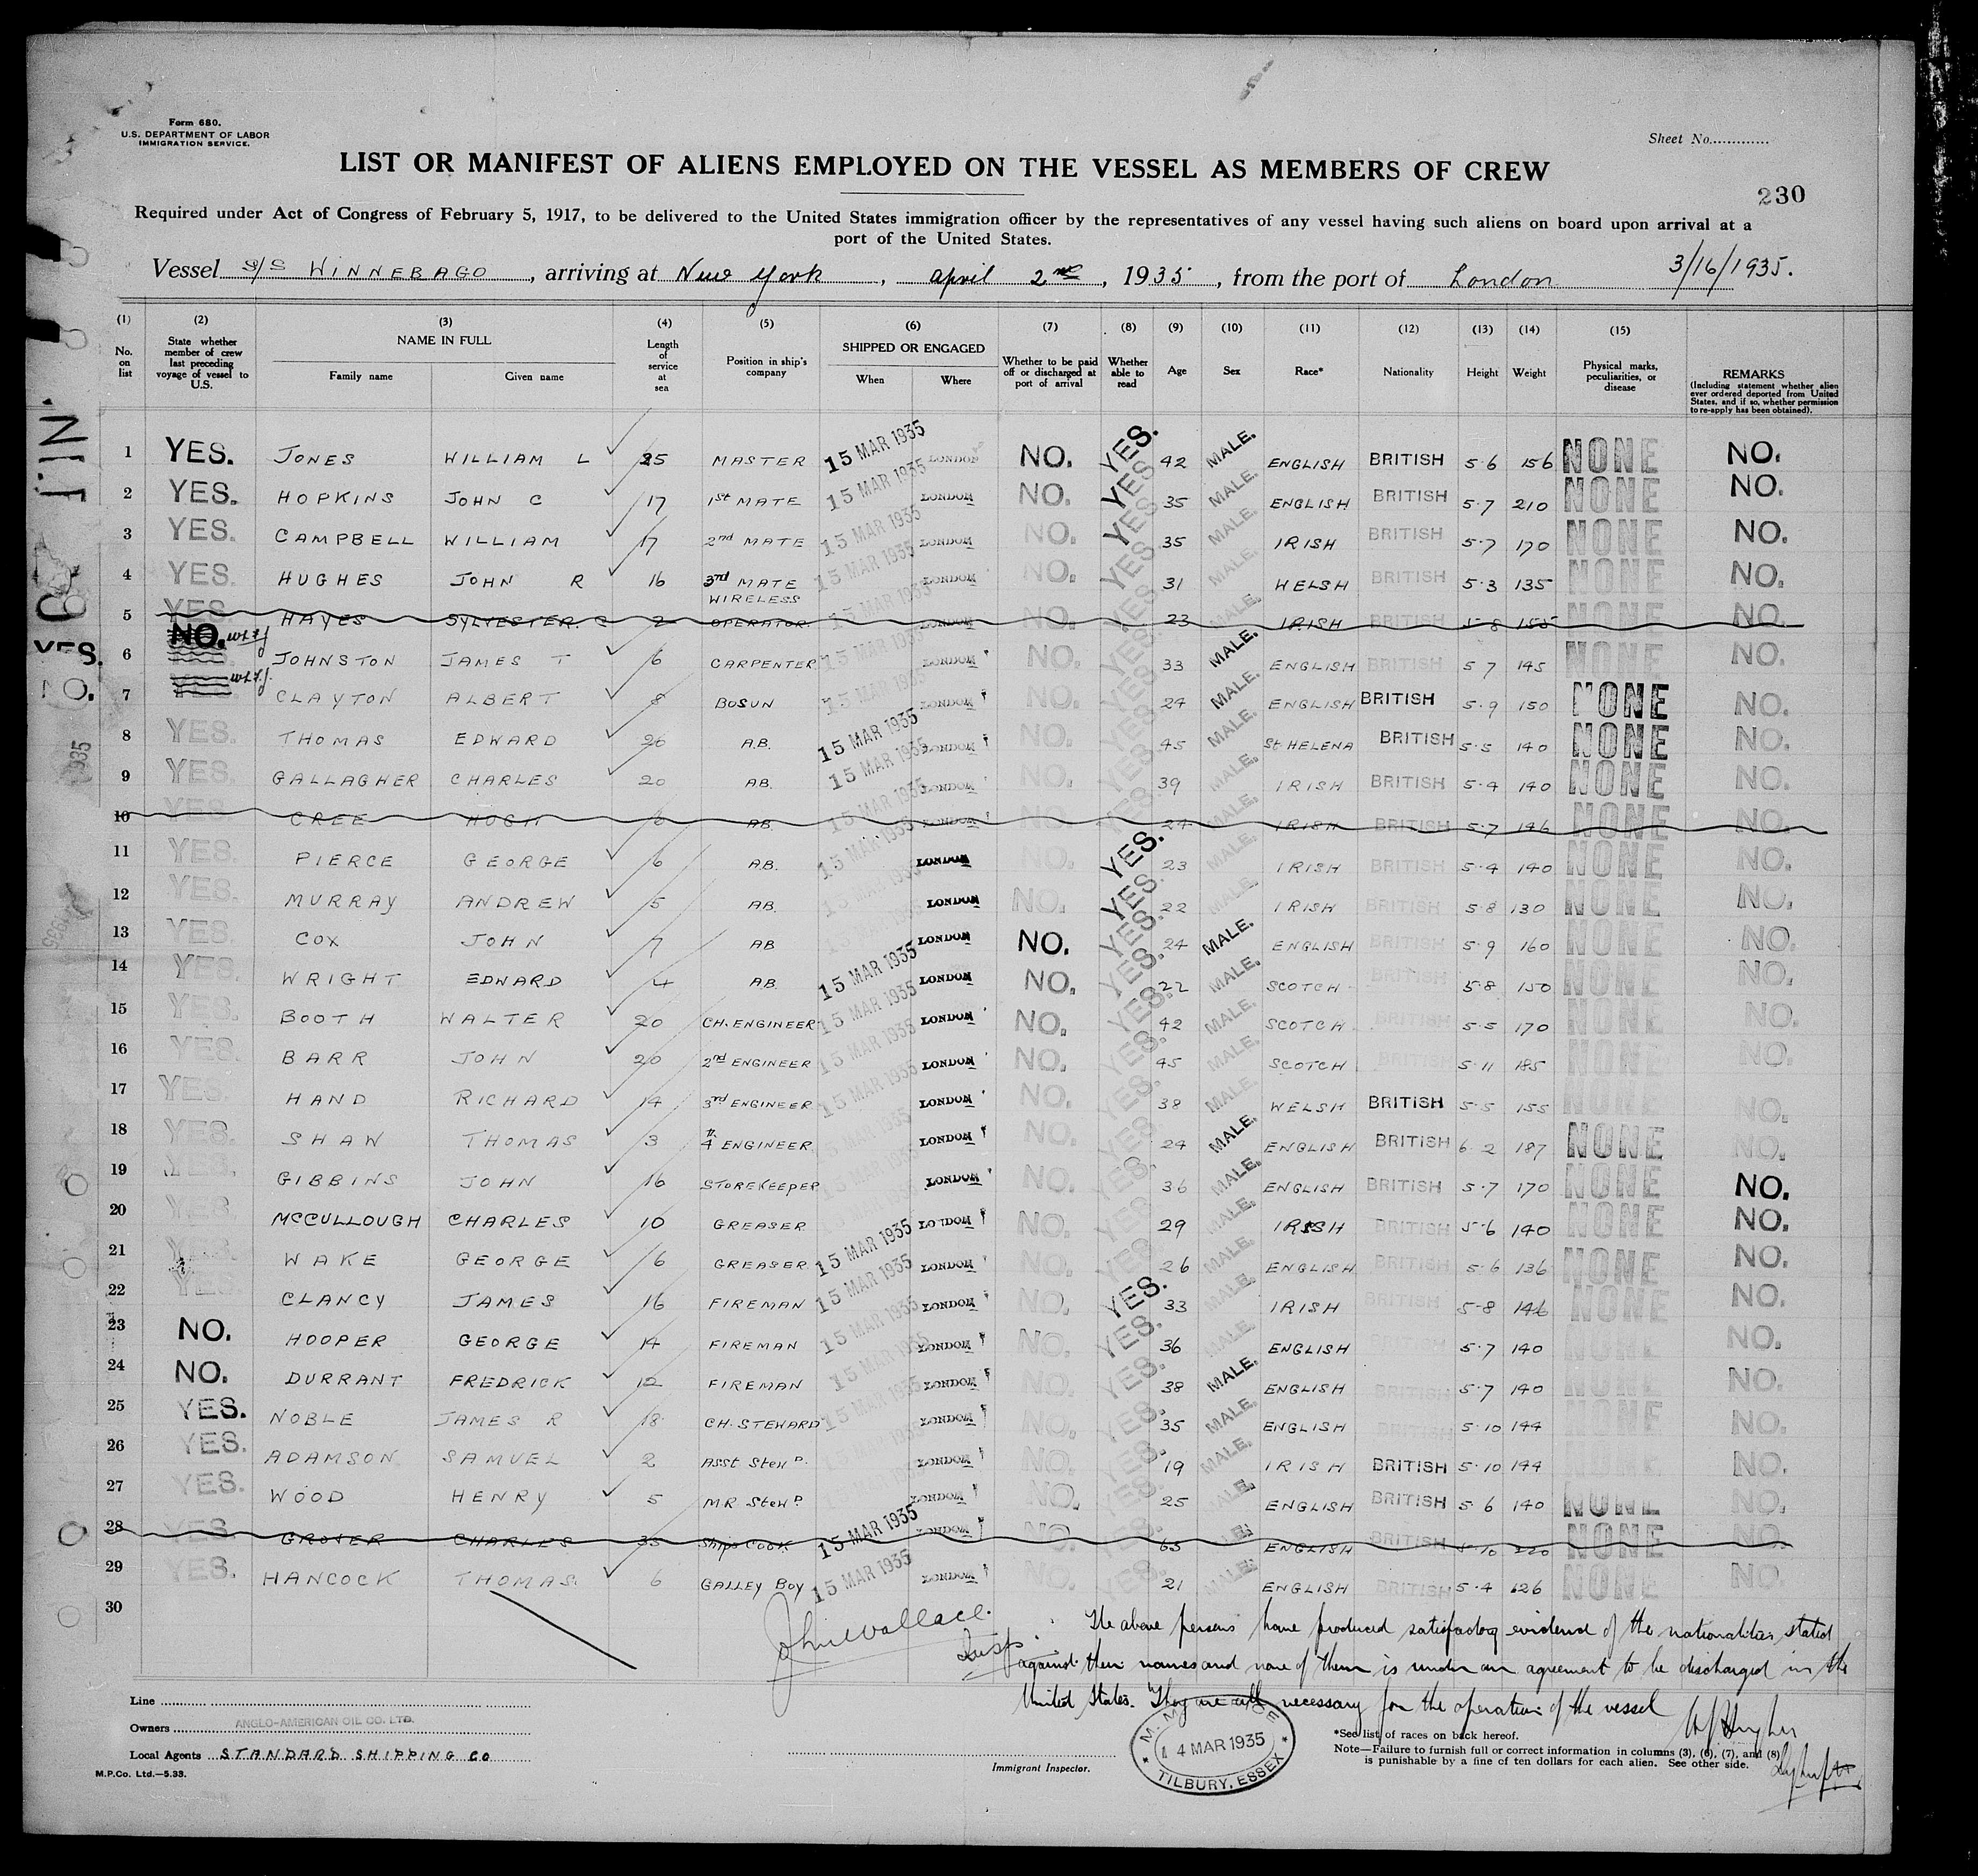 Form 680.
U.S. DEPARTMENT OF LABOR
IMMIGRATION SERVICE.
Sheet No.
LIST OR MANIFEST OF ALIENS EMPLOYED ON THE VESSEL AS MEMBERS OF CREW
230
Required under Act of Congress of February 5, 1917, to be delivered to the United States immigration officer by the representatives of any vessel having such aliens on board upon arrival at a
port of the United States.
3/16/1935.
Vessel S/S WINNEBAGO, arriving at New York, April 2nd, 1935, from the port of London
(1) (2) (3) (4) (5) (6) (7) (8) (9) (10) (11) (12) (13) (14) (15)
No. on list State whether member of crew last preceding voyage of vessel to U.S. NAME IN FULL Family name Given name Length of service at sea Position in ship's company SHIPPED OR ENGAGED When Where Whether to be paid off or discharged at port of arrival Whether able to read Age Sex Race* Nationality Height Weight Physical marks, peculiarities, or disease REMARKS (Including statement whether alien ever ordered deported from United States, and if so, whether permission to re-apply has been obtained).
1 YES. JONES WILLIAM L 25 MASTER 15 MAR 1935 LONDON NO. YES. 42 MALE. ENGLISH BRITISH 5·6 156 NONE NO.
2 YES. HOPKINS JOHN C 17 1st MATE 15 MAR 1935 LONDON NO. YES. 35 MALE. ENGLISH BRITISH 5·7 210 NONE NO.
3 YES. CAMPBELL WILLIAM 17 2nd MATE 15 MAR 1935 LONDON NO. YES. 35 MALE. IRISH BRITISH 5·7 170 NONE NO.
4 YES. HUGHES JOHN R 16 3rd MATE 15 MAR 1935 LONDON NO. YES. 31 MALE. WELSH BRITISH 5·3 135 NONE NO.
5 YES. HAYES SYLVESTER. C 2 WIRELESS OPERATOR. 15 MAR 1935 LONDON NO. YES. 23 MALE. IRISH BRITISH 5·8 155 NONE NO.
6 NO. JOHNSTON JAMES T 6 CARPENTER 15 MAR 1935 LONDON NO. YES. 33 MALE. ENGLISH BRITISH 5 7 145 NONE NO.
7 CLAYTON ALBERT 8 BOSUN 15 MAR 1935 LONDON NO. YES. 24 MALE. ENGLISH BRITISH 5·9 150 NONE NO.
8 YES. THOMAS EDWARD 26 A.B. 15 MAR 1935 LONDON NO. YES. 45 MALE. St HELENA BRITISH 5·5 140 NONE NO.
9 YES. GALLAGHER CHARLES 20 AB. 15 MAR 1935 LONDON NO. YES. 39 MALE. IRISH BRITISH 5·4 140 NONE NO.
10 YES. CREE HUGH 6 AB. 15 MAR 1935 LONDON NO. YES. 24 MALE. IRISH BRITISH 5·7 146 NONE NO.
11 YES. PIERCE GEORGE 6 A.B. 15 MAR 1935 LONDON NO. YES. 23 MALE. IRISH BRITISH 5·4 140 NONE NO.
12 YES. MURRAY ANDREW 5 AB. LONDON NO. YES. 22 MALE. IRISH BRITISH 5·8 130 NONE NO.
13 YES. COX JOHN 7 AB LONDON NO. YES. 24 MALE. ENGLISH BRITISH 5·9 160 NONE NO.
14 YES. WRIGHT EDWARD 4 AB. 15 MAR 1935 LONDON NO. YES. 22 MALE. SCOTCH BRITISH 5·8 150 NONE NO.
15 YES. BOOTH WALTER 20 CH. ENGINEER 15 MAR 1935 LONDON NO. YES. 42 MALE. SCOTCH BRITISH 5·5 170 NONE NO.
16 YES. BARR JOHN 20 2nd ENGINEER 15 MAR 1935 LONDON NO. YES. 45 MALE. SCOTCH BRITISH 5·11 185 NONE NO.
17 YES. HAND RICHARD 14 3rd ENGINEER 15 MAR 1935 LONDON NO. YES. 38 MALE. WELSH BRITISH 5·5 155 NONE NO.
18 YES. SHAW THOMAS 3 4th ENGINEER. 15 MAR 1935 LONDON NO. YES. 24 MALE. ENGLISH BRITISH 6·2 187 NONE NO.
19 YES. GIBBINS JOHN 16 STOREKEEPER LONDON NO. YES. 36 MALE. ENGLISH BRITISH 5·7 170 NONE NO.
20 YES. McCULLOUGH CHARLES 10 GREASER 15 MAR 1935 LONDON NO. YES. 29 MALE. IRISH BRITISH 5·6 140 NONE NO.
21 WAKE GEORGE 6 GREASER. 15 MAR 1935 LONDON NO. YES. 26 MALE. ENGLISH BRITISH 5·6 136 NONE NO.
22 YES. CLANCY JAMES 16 FIREMAN 15 MAR 1935 LONDON NO. YES. 33 MALE. IRISH BRITISH 5·8 146 NONE NO.
23 NO. HOOPER GEORGE 14 FIREMAN 15 MAR 1935 LONDON NO. YES. 36 MALE. ENGLISH 5·7 140 NO.
24 NO. DURRANT FREDRICK 12 FIREMAN 15 MAR 1935 LONDON NO. YES. 38 MALE. ENGLISH BRITISH 5·7 140 NONE NO.
25 YES. NOBLE JAMES R 18 CH. STEWARD 15 MAR 1935 LONDON NO. YES. 35 MALE. ENGLISH BRITISH 5·10 144 NONE NO.
26 YES. ADAMSON SAMUEL 2 ASST STEWD. LONDON NO. YES. 19 MALE. IRISH BRITISH 5·10 144 NO.
27 YES. WOOD HENRY 5 MR STEWD. LONDON NO. YES. 25 MALE. ENGLISH BRITISH 5 6 140 NONE NO.
28 YES. GROVER CHARLES 35 SHIPS COOK 15 MAR 1935 LONDON NO. YES. 65 MALE. ENGLISH BRITISH 5·10 220 NONE NO.
29 YES. HANCOCK THOMAS. 6 GALLEY BOY 15 MAR 1935 LONDON NO. YES. 21 MALE. ENGLISH BRITISH 5·4 126 NONE NO
30
YES.
NO.
John Wallace.
Insp.
The above persons have produced satisfactory evidence of the nationalities stated
against their names and none of them is under an agreement to be discharged in the
United States. They are all necessary for the operation of the vessel
Line
Owners ANGLO-AMERICAN OIL CO. LTD.
Local Agents STANDARD SHIPPING CO
M.P.Co. Ltd.—5.33.
Immigrant Inspector.
14 MAR 1935
TILBURY, ESSEX
*See list of races on back hereof.
Note—Failure to furnish full or correct information in columns (3), (6), (7), and (8)
is punishable by a fine of ten dollars for each alien. See other side.